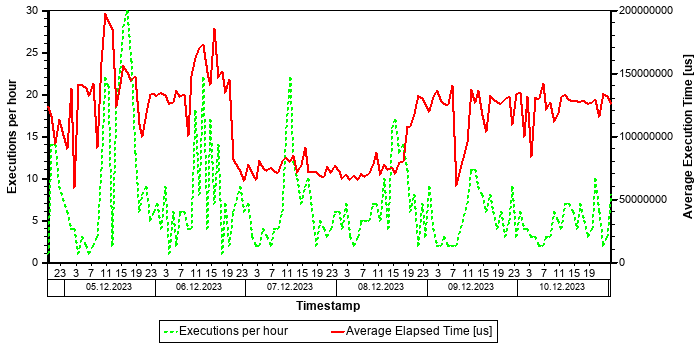 30 200000000
25 150000000
20
15 100000000
10 50000000
5
0 0
Executions per hour
Average Execution Time [us]
23 3 7 11 15 19 23 3 7 11 15 19 23 3 7 11 15 19 23 3 7 11 15 19 23 3 7 11 15 19 23 3 7 11 15 19
05.12.2023 06.12.2023 07.12.2023 08.12.2023 09.12.2023 10.12.2023
Timestamp
Executions per hour Average Elapsed Time [us]